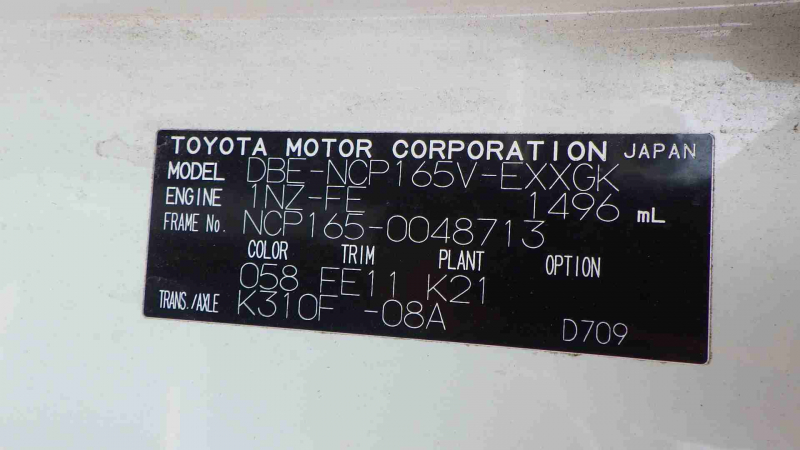 TOYOTA MOTOR CORPORATION JAPAN
MODEL DBE-NCP165V-EXXGK
ENGINE 1NZ-FE 1496 mL
FRAME No. NCP165-0048713
COLOR TRIM PLANT OPTION
058 FE11 K21
TRANS./AXLE K310F -08A
D709